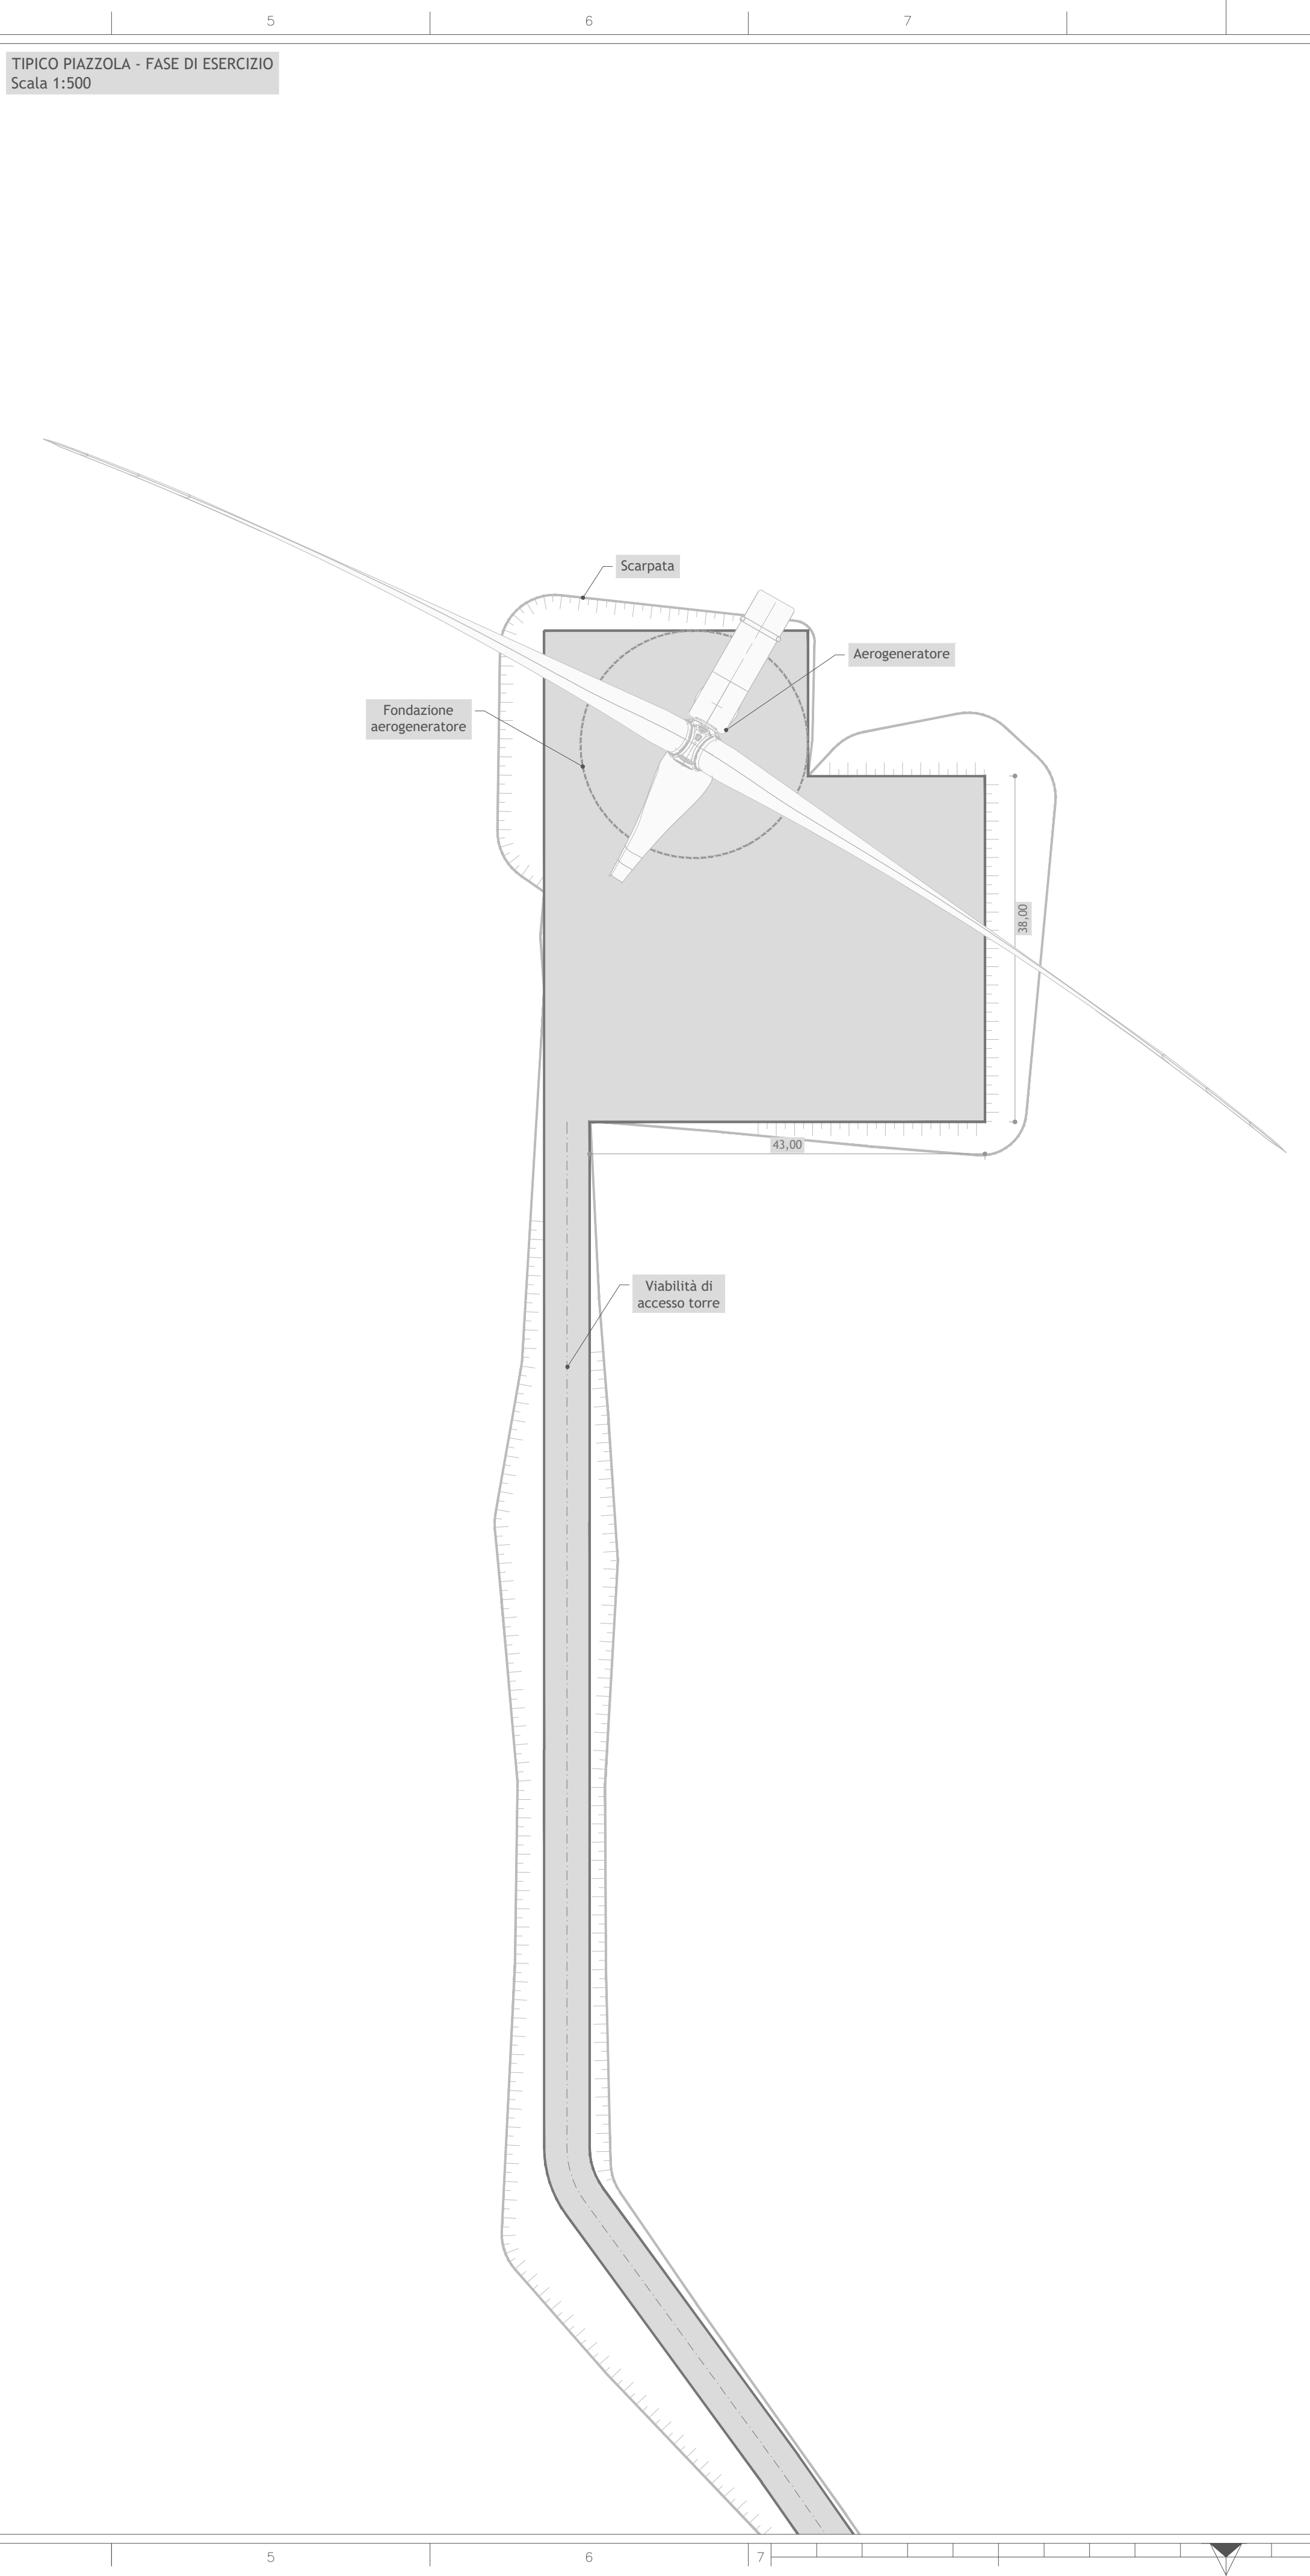 5
6
7
TIPICO PIAZZOLA - FASE DI ESERCIZIO
Scala 1:500
Scarpata
Aerogeneratore
Fondazione
aerogeneratore
38,00
43,00
Viabilità di
accesso torre
5
6
7